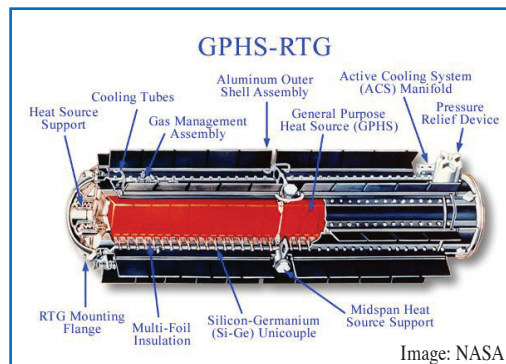 GPHS-RTG
Aluminum Outer
Shell Assembly
Active Cooling System
(ACS) Manifold
Pressure
Relief Device
Cooling Tubes
Heat Source
Support
Gas Management
Assembly
General Purpose
Heat Source (GPHS)
RTG Mounting
Flange
Multi-Foil
Insulation
Silicon-Germanium
(Si-Ge) Unicouple
Midspan Heat
Source Support
Image: NASA